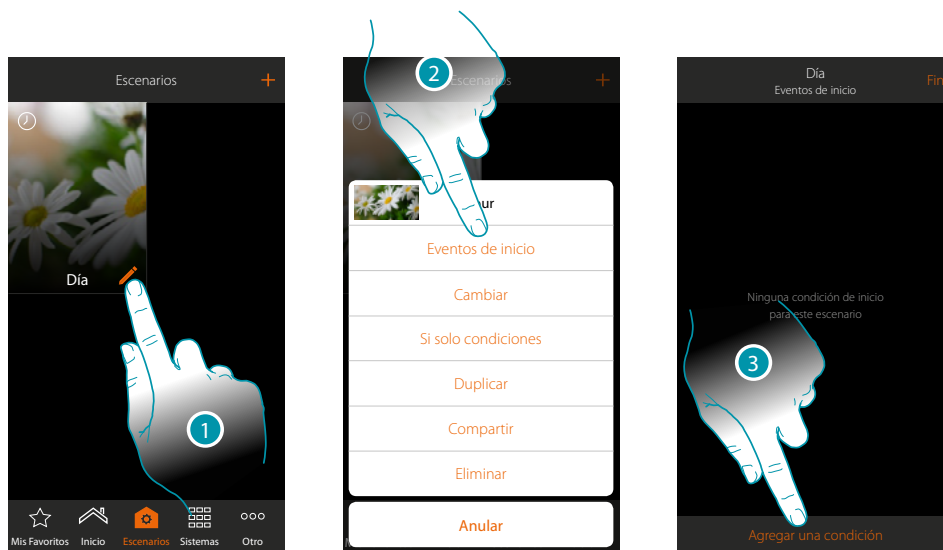 Escenarios +
Día
1
Mis Favoritos Inicio Escenarios Sistemas Otro
2
Escenarios +
ur
Eventos de inicio
Cambiar
Si solo condiciones
Duplicar
Compartir
Eliminar
Anular
Día
Eventos de inicio
Fin
Ninguna condición de inicio
para este escenario
3
Agregar una condición